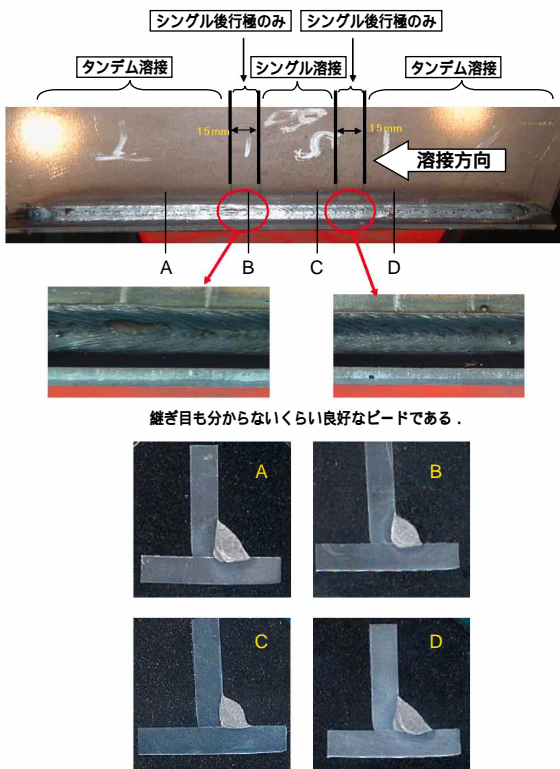 シングル後行極のみ
シングル後行極のみ
タンデム溶接
シングル溶接
タンデム溶接
15mm
15mm
溶接方向
A
B
C
D
継ぎ目も分からないくらい良好なビードである．
A
B
C
D